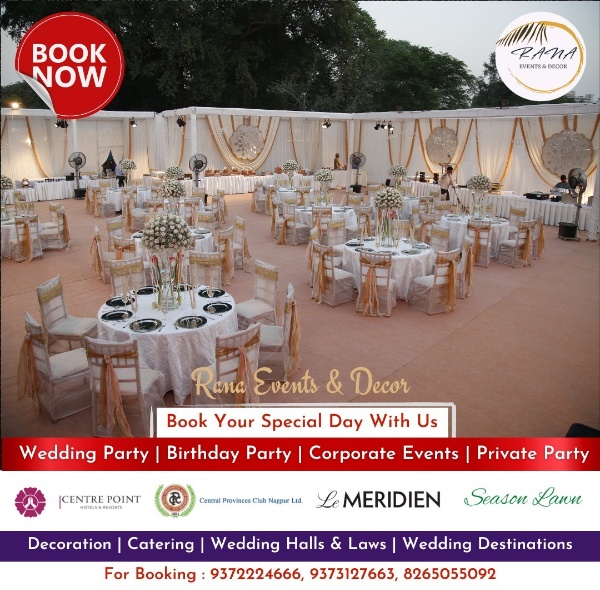 BOOK
NOW
RANA
EVENTS & DECOR
Rana Events & Decor
Book Your Special Day With Us
Wedding Party | Birthday Party | Corporate Events | Private Party
CENTRE POINT
HOTELS & RESORTS
Central Provinces Club Nagpur Ltd.
Le MERIDIEN
Season Lawn
Decoration | Catering | Wedding Halls & Laws | Wedding Destinations
For Booking : 9372224666, 9373127663, 8265055092